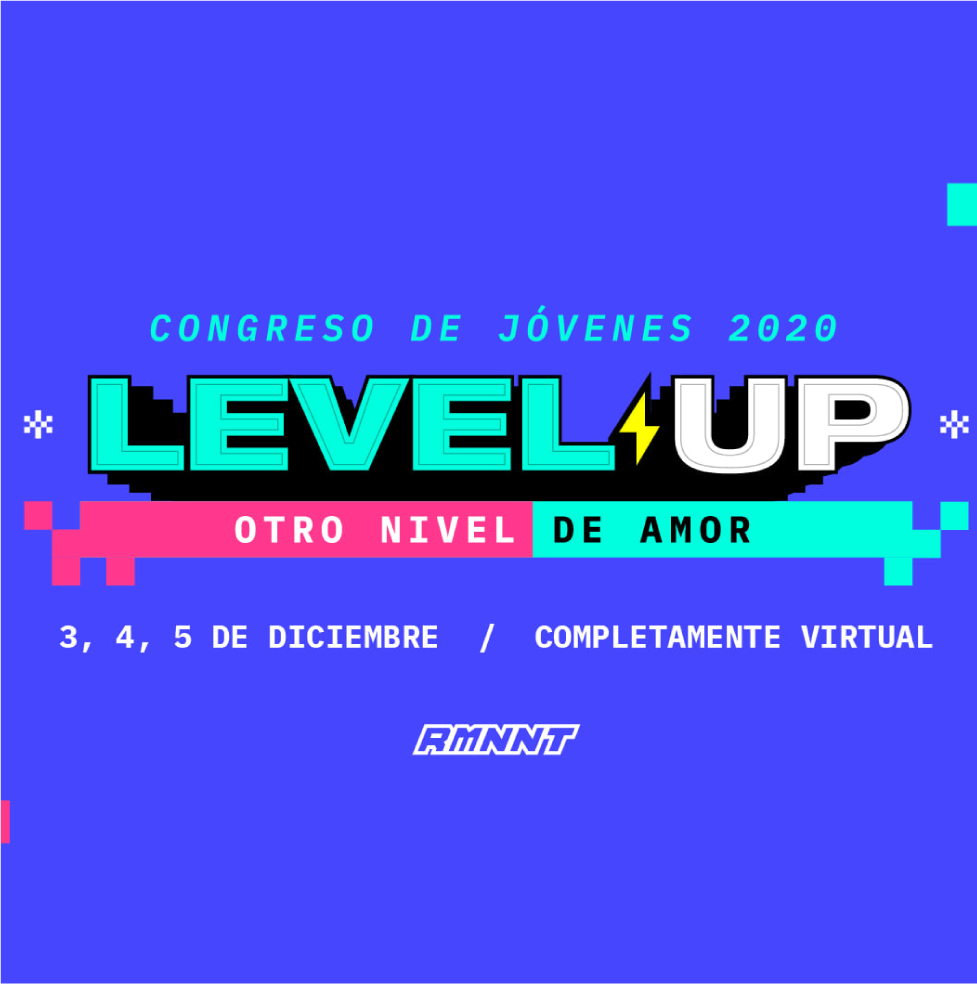 CONGRESO DE JÓVENES 2020
LEVEL UP
OTRO NIVEL DE AMOR
3, 4, 5 DE DICIEMBRE / COMPLETAMENTE VIRTUAL
RMNNT